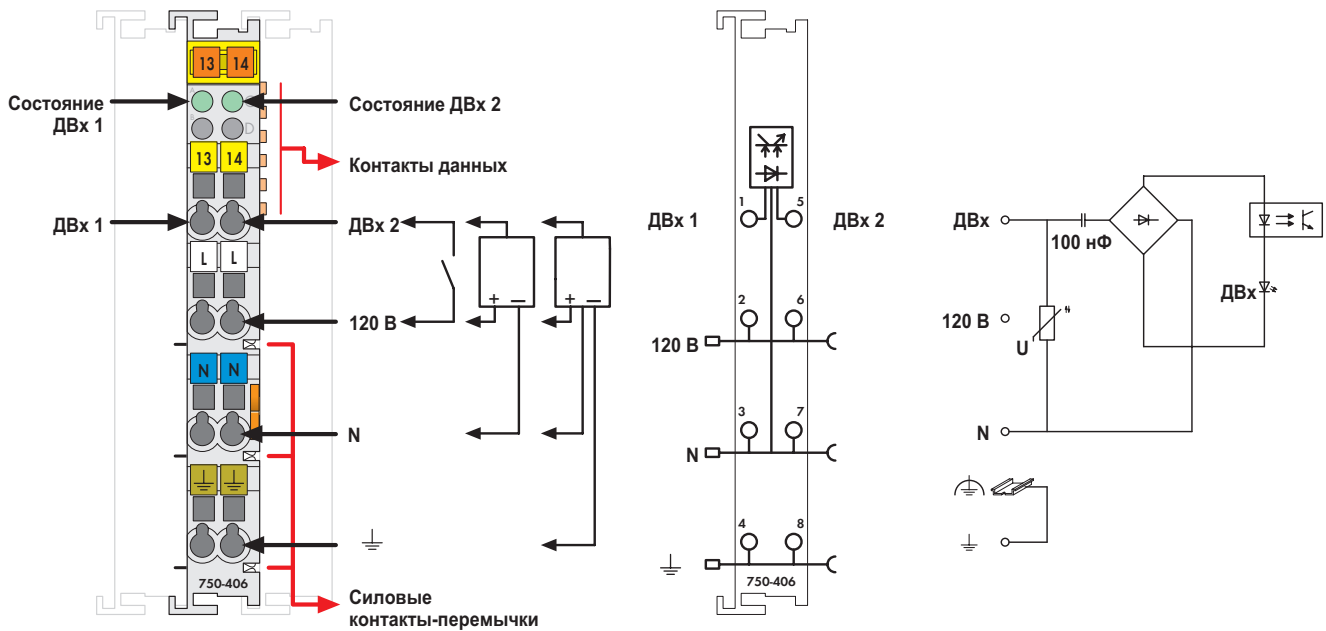 13 14
Состояние
ДВх 1
A C
Состояние ДВх 2
B D
13 14
Контакты данных
ДВх 1
ДВх 2
L L
+ —
+ —
120 В
N N
N
750-406
Силовые
контакты-перемычки
ДВх 1
1 5
ДВх 2
2 6
120 В
3 7
N
4 8
750-406
ДВх
100 нФ
ДВх
120 В
U
N